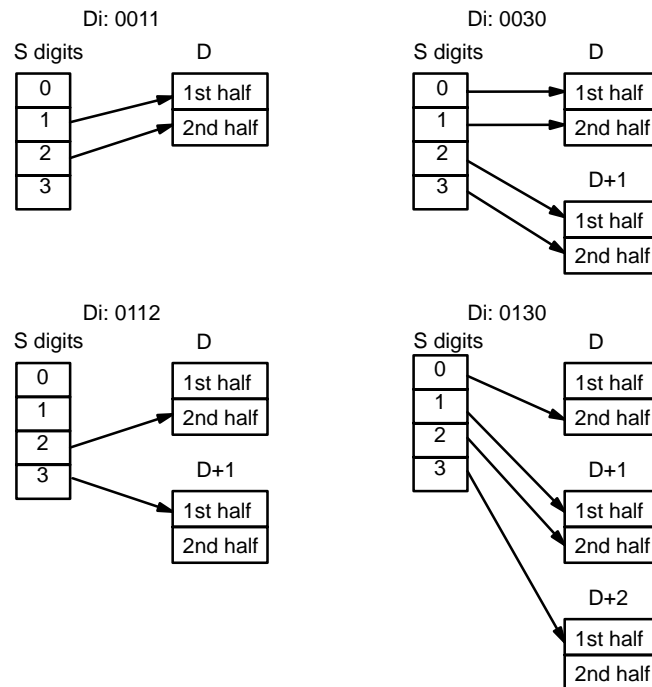 Di: 0011
S digits D
0
1
2
3
1st half
2nd half
Di: 0030
S digits D
0
1
2
3
1st half
2nd half
D+1
1st half
2nd half
Di: 0112
S digits D
0
1
2
3
1st half
2nd half
D+1
1st half
2nd half
Di: 0130
S digits D
0
1
2
3
1st half
2nd half
D+1
1st half
2nd half
D+2
1st half
2nd half